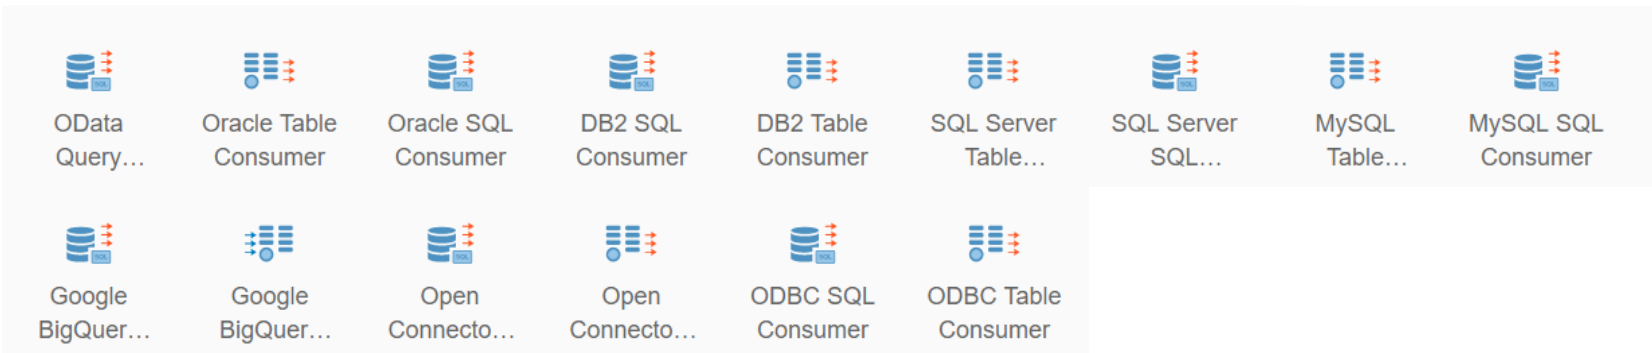 OData Query…
Oracle Table Consumer
Oracle SQL Consumer
DB2 SQL Consumer
DB2 Table Consumer
SQL Server Table…
SQL Server SQL…
MySQL Table…
MySQL SQL Consumer
Google BigQuer…
Google BigQuer…
Open Connecto…
Open Connecto…
ODBC SQL Consumer
ODBC Table Consumer